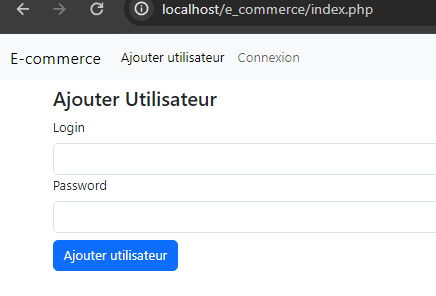 localhost/e_commerce/index.php
E-commerce Ajouter utilisateur Connexion
Ajouter Utilisateur
Login
Password
Ajouter utilisateur